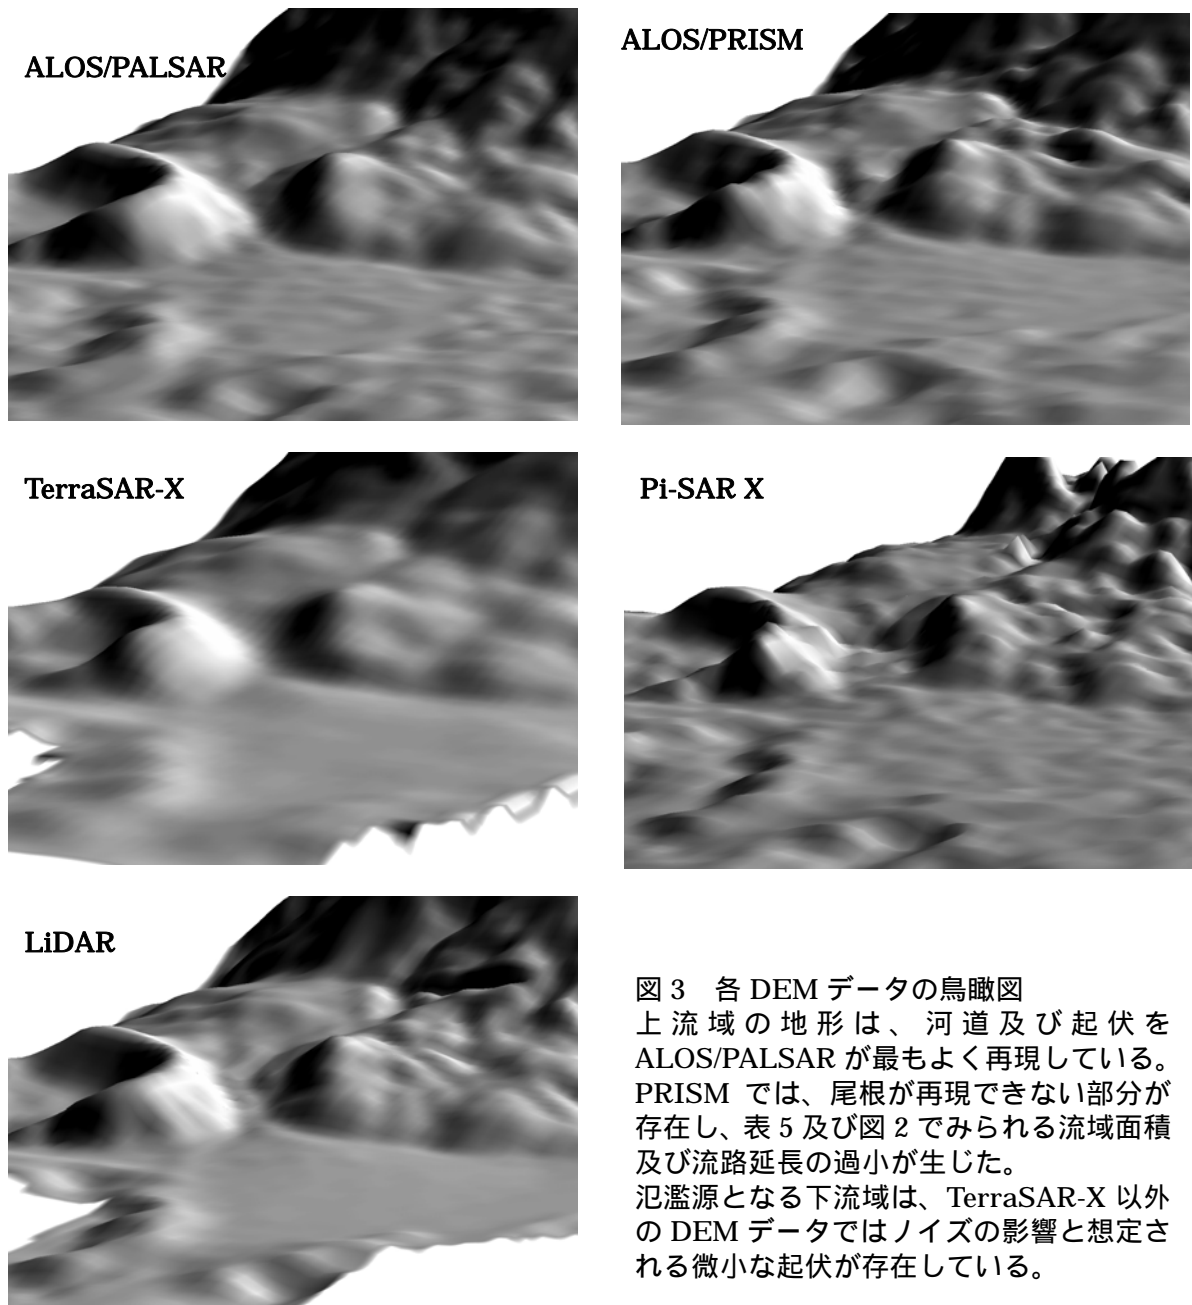 ALOS/PALSAR
ALOS/PRISM
TerraSAR-X
Pi-SAR X
LiDAR
図 3　各 DEM データの鳥瞰図
上流域の地形は、河道及び起伏を
ALOS/PALSAR が最もよく再現している。
PRISM では、尾根が再現できない部分が
存在し、表 5 及び図 2 でみられる流域面積
及び流路延長の過小が生じた。
氾濫源となる下流域は、TerraSAR-X 以外
の DEM データではノイズの影響と想定さ
れる微小な起伏が存在している。